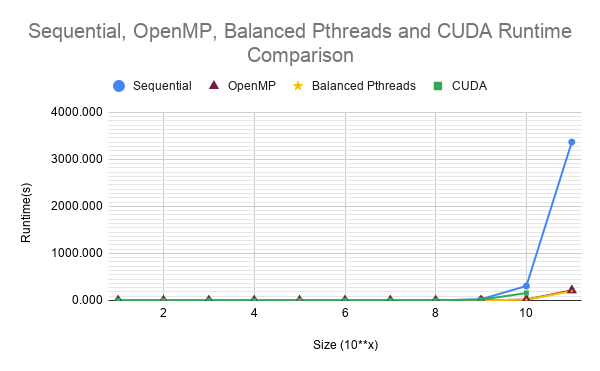 Sequential, OpenMP, Balanced Pthreads and CUDA Runtime
Comparison
Sequential OpenMP Balanced Pthreads CUDA
4000.000
3000.000
2000.000
1000.000
0.000
Runtime(s)
2 4 6 8 10
Size (10**x)